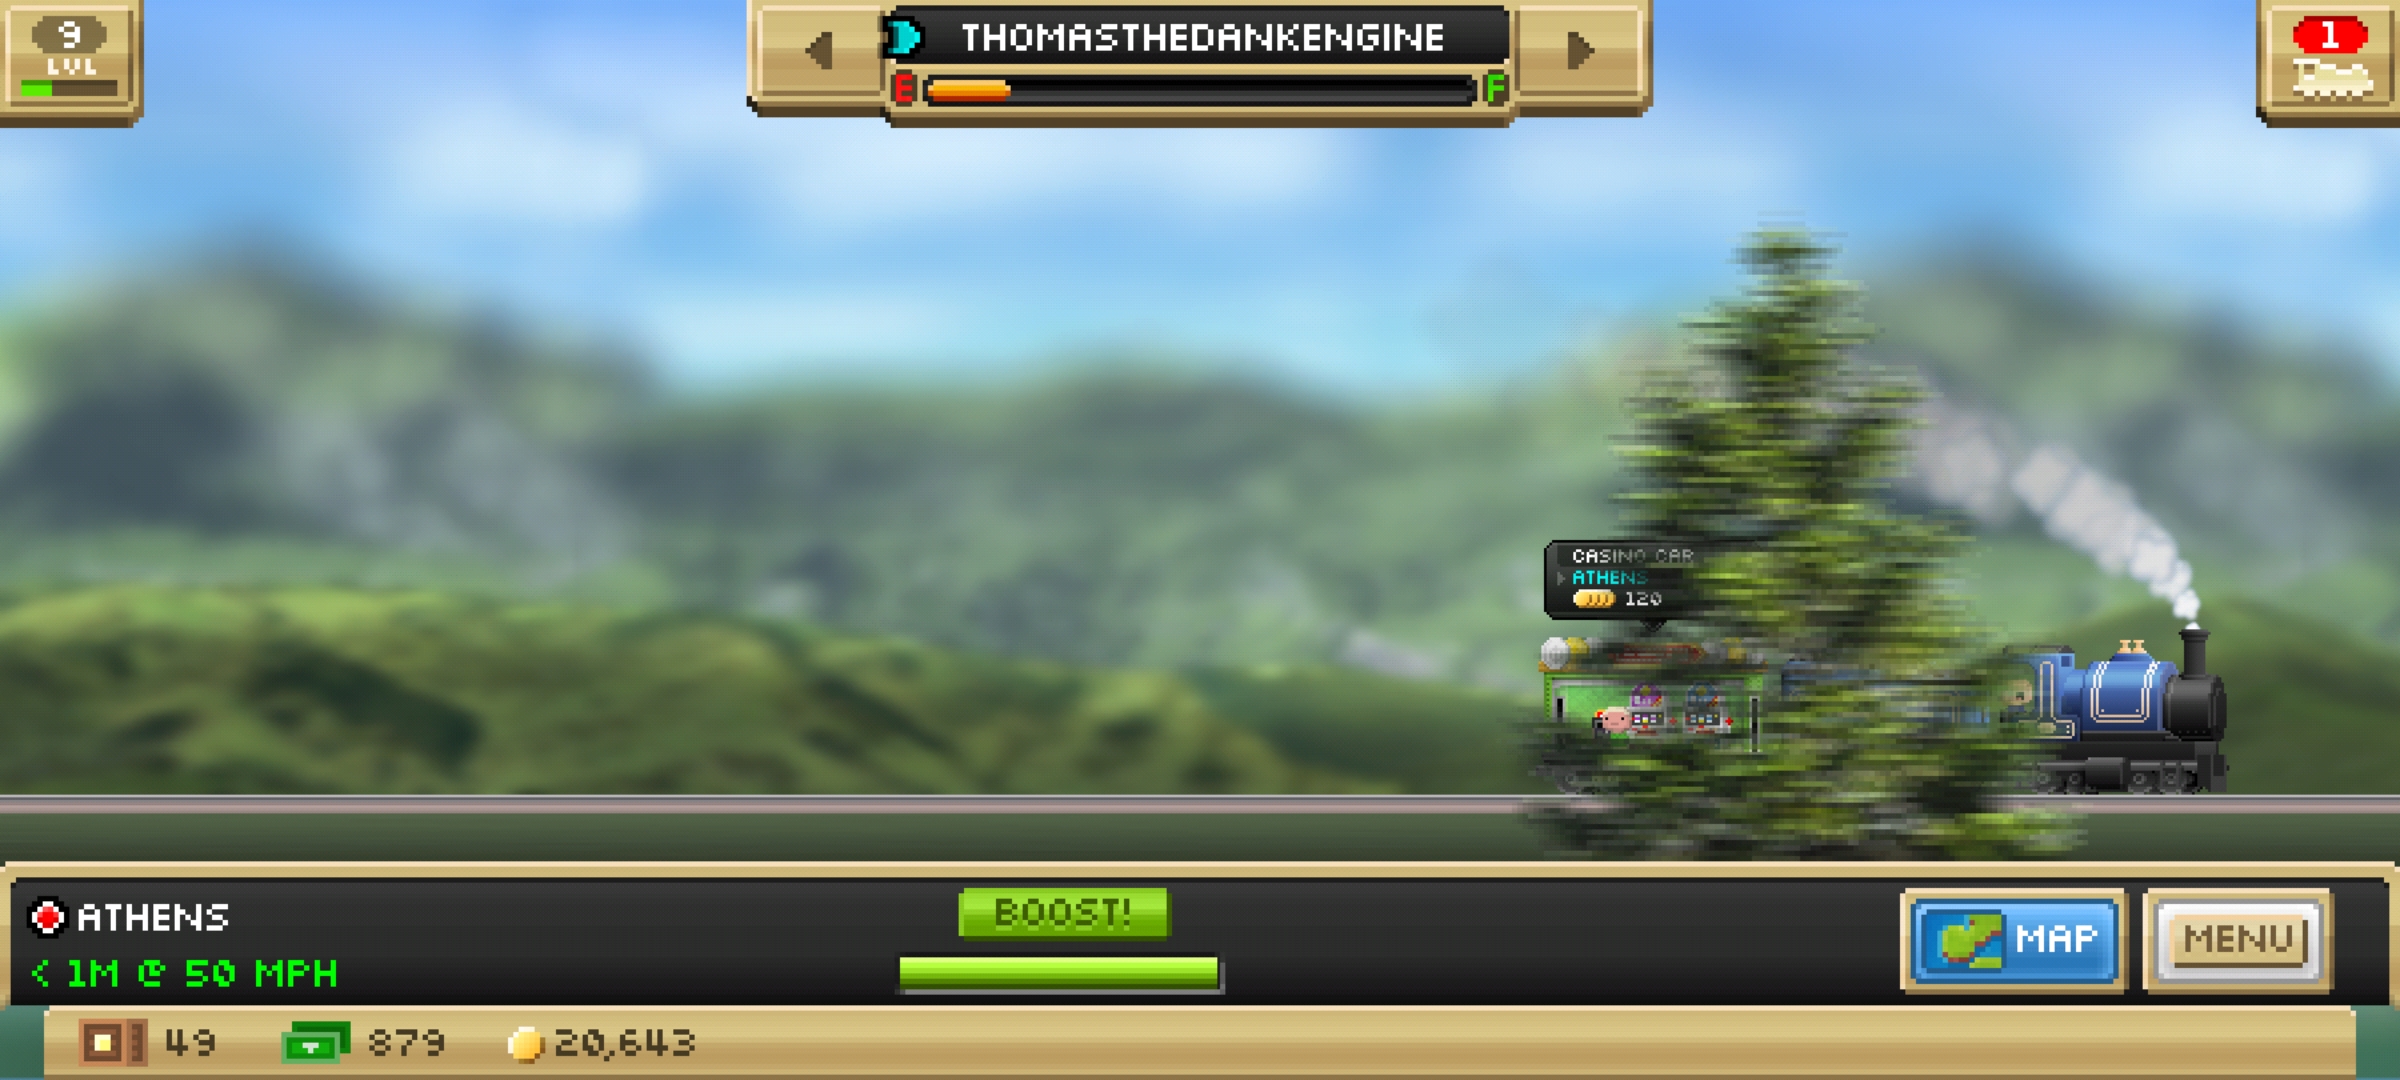 9
LVL
THOMASTHEDANKENGINE
E F
1
CASINO CAR
ATHENS
120
ATHENS
< 1M @ 50 MPH
BOOST!
MAP
MENU
49 879 20,643